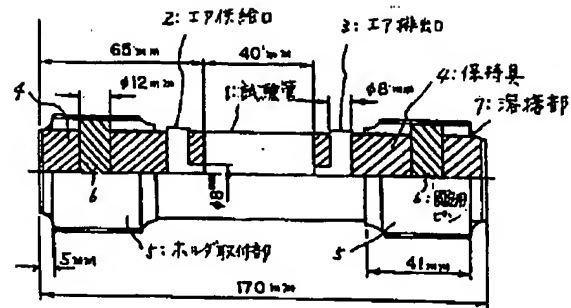 2:エア供給口
3:エア排出口
65mm
40mm
φ12mm
φ8mm
4:保持具
4
1:試験管
7:溶接部
φ8mm
6
6:固定用
ピン
5:ホルダ取付部
5
5mm
41mm
170mm